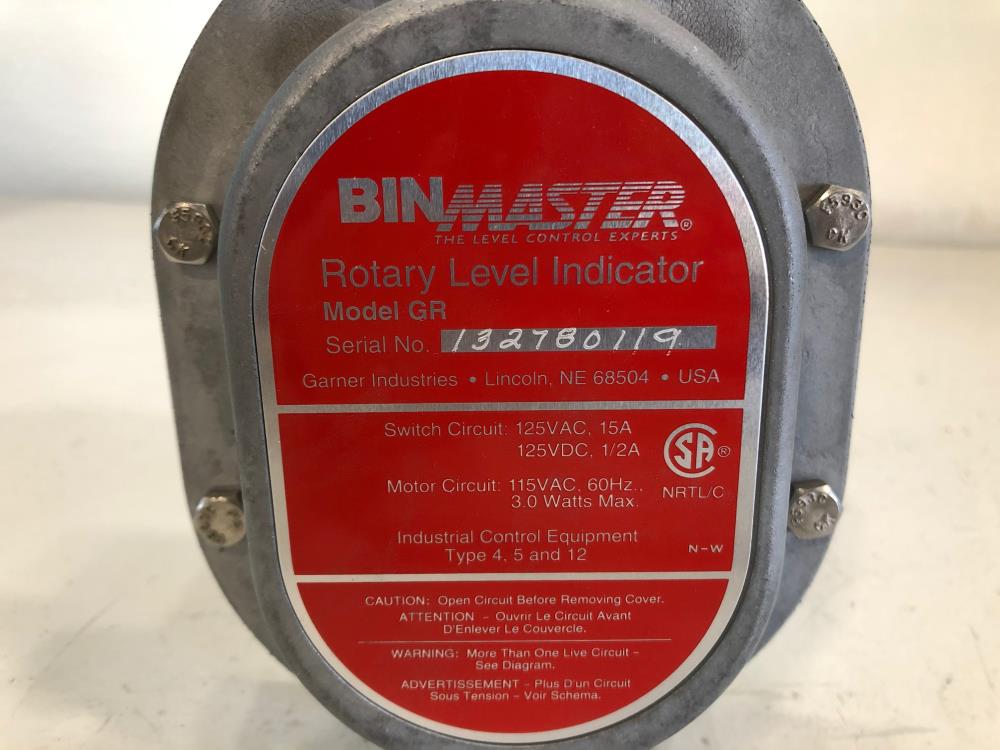 BINMASTER®
THE LEVEL CONTROL EXPERTS
Rotary Level Indicator
Model GR
Serial No. 132780119
Garner Industries • Lincoln, NE 68504 • USA
Switch Circuit: 125VAC, 15A
125VDC, 1/2A
Motor Circuit: 115VAC, 60Hz.,
3.0 Watts Max.
SA®
NRTL/C
Industrial Control Equipment
Type 4, 5 and 12
N-W
CAUTION: Open Circuit Before Removing Cover.
ATTENTION - Ouvrir Le Circuit Avant
D'Enlever Le Couvercle.
WARNING: More Than One Live Circuit -
See Diagram.
ADVERTISSEMENT - Plus D'un Circuit
Sous Tension - Voir Schema.